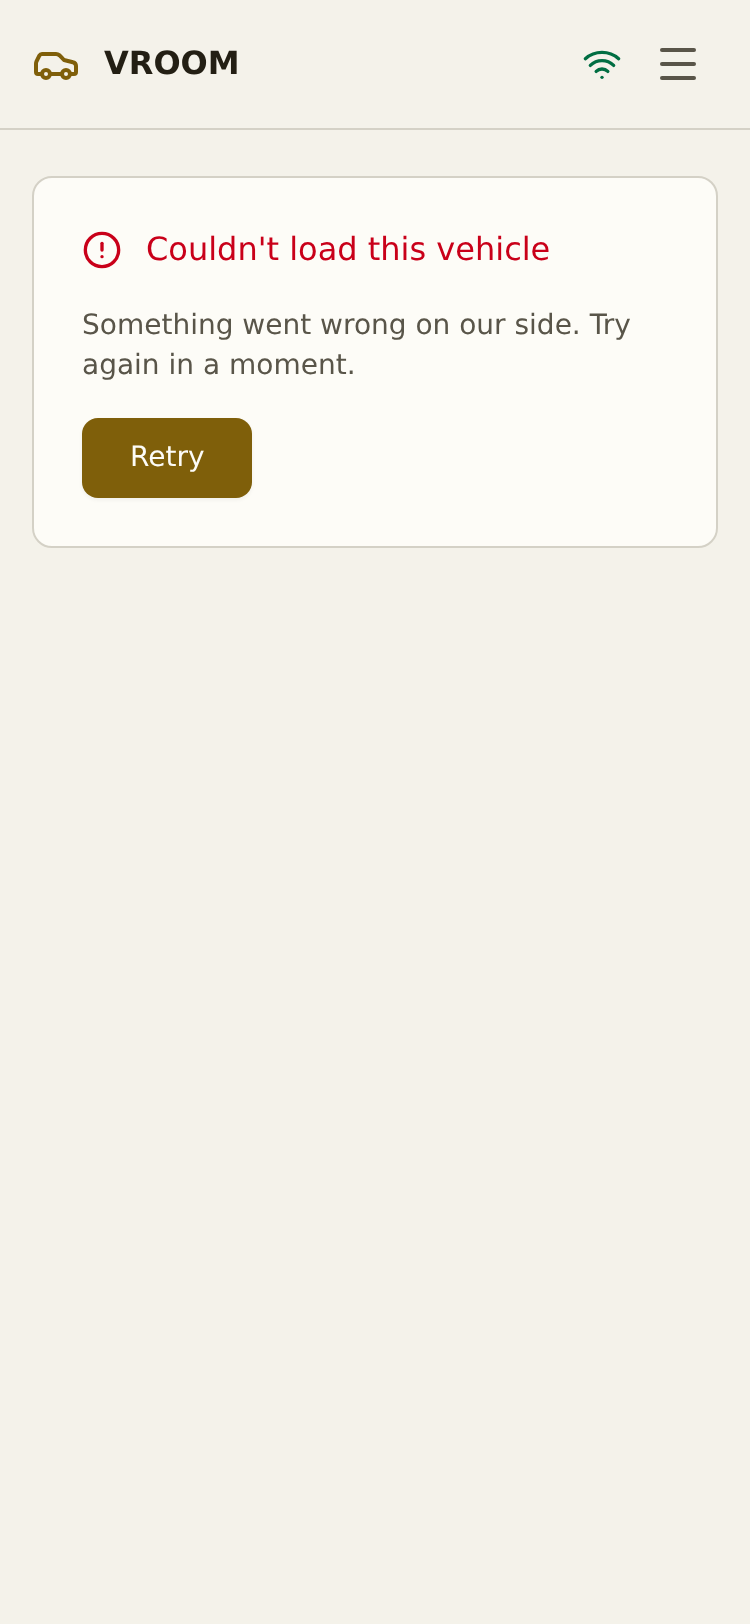 VROOM
Couldn't load this vehicle
Something went wrong on our side. Try
again in a moment.
Retry